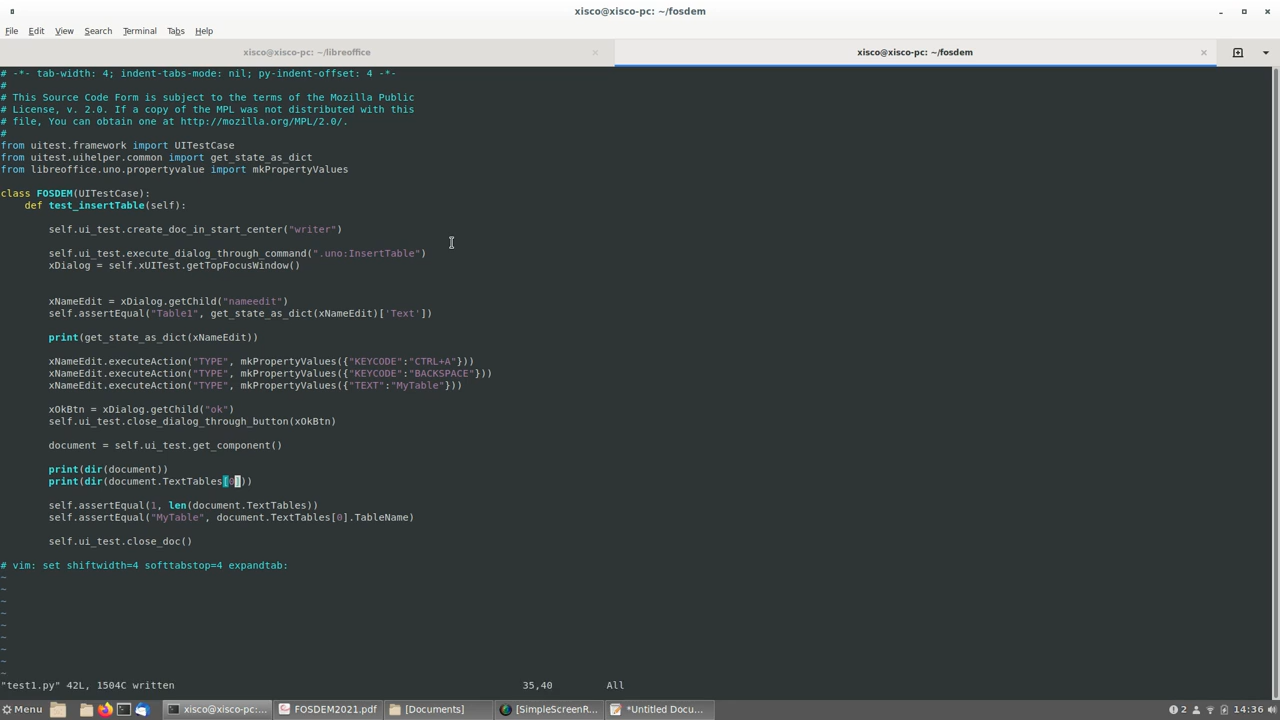 xisco@xisco-pc: ~/fosdem
File Edit View Search Terminal Tabs Help
xisco@xisco-pc: ~/libreoffice × xisco@xisco-pc: ~/fosdem ×
# -*- tab-width: 4; indent-tabs-mode: nil; py-indent-offset: 4 -*-
#
# This Source Code Form is subject to the terms of the Mozilla Public
# License, v. 2.0. If a copy of the MPL was not distributed with this
# file, You can obtain one at http://mozilla.org/MPL/2.0/.
#
from uitest.framework import UITestCase
from uitest.uihelper.common import get_state_as_dict
from libreoffice.uno.propertyvalue import mkPropertyValues
class FOSDEM(UITestCase):
    def test_insertTable(self):
        self.ui_test.create_doc_in_start_center("writer")
        self.ui_test.execute_dialog_through_command(".uno:InsertTable")
        xDialog = self.xUITest.getTopFocusWindow()
        xNameEdit = xDialog.getChild("nameedit")
        self.assertEqual("Table1", get_state_as_dict(xNameEdit)['Text'])
        print(get_state_as_dict(xNameEdit))
        xNameEdit.executeAction("TYPE", mkPropertyValues({"KEYCODE":"CTRL+A"}))
        xNameEdit.executeAction("TYPE", mkPropertyValues({"KEYCODE":"BACKSPACE"}))
        xNameEdit.executeAction("TYPE", mkPropertyValues({"TEXT":"MyTable"}))
        xOkBtn = xDialog.getChild("ok")
        self.ui_test.close_dialog_through_button(xOkBtn)
        document = self.ui_test.get_component()
        print(dir(document))
        print(dir(document.TextTables[0]))
        self.assertEqual(1, len(document.TextTables))
        self.assertEqual("MyTable", document.TextTables[0].TableName)
        self.ui_test.close_doc()
# vim: set shiftwidth=4 softtabstop=4 expandtab:
~
~
~
~
~
~
~
~
~
"test1.py" 42L, 1504C written 35,40 All
Menu xisco@xisco-pc:... FOSDEM2021.pdf [Documents] [SimpleScreenR... *Untitled Docu... 2 14:36